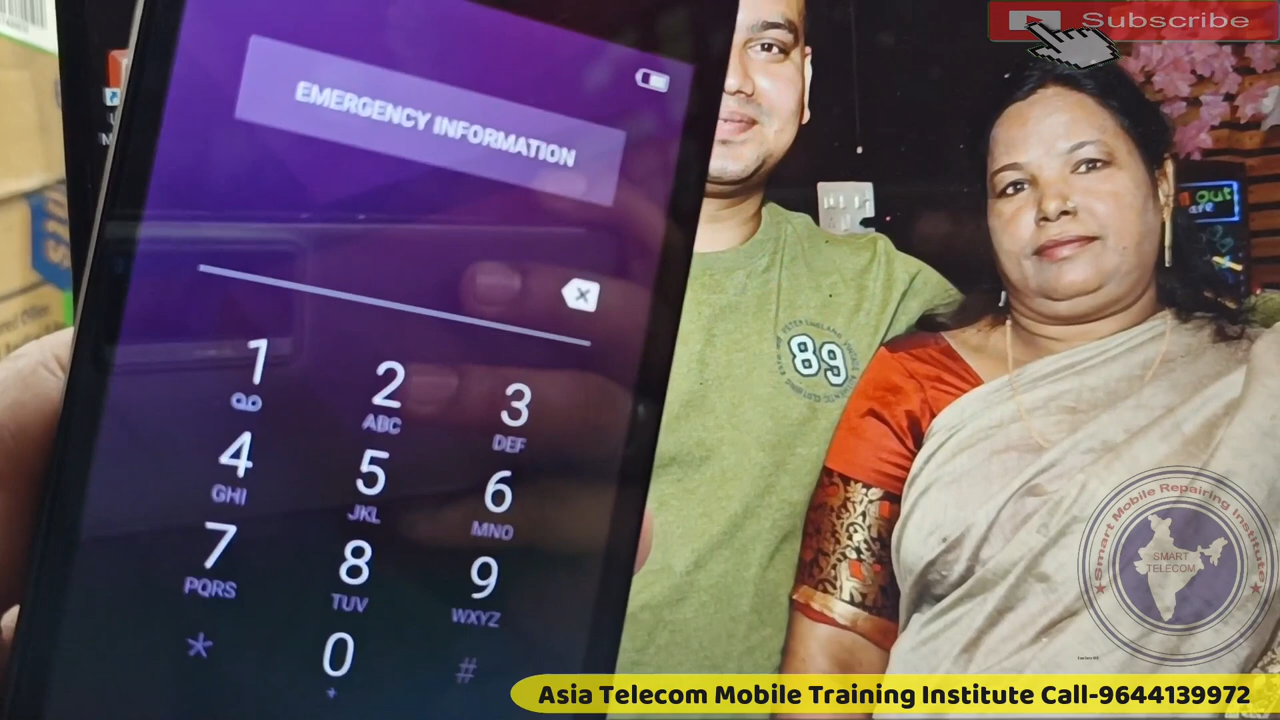 Subscribe
EMERGENCY INFORMATION
out
89
1
2
ABC
3
DEF
4
GHI
5
JKL
6
MNO
7
PQRS
8
TUV
9
WXYZ
*
0
+
#
Smart Mobile Repairing Institute
SMART
TELECOM
Asia Telecom Mobile Training Institute Call-9644139972